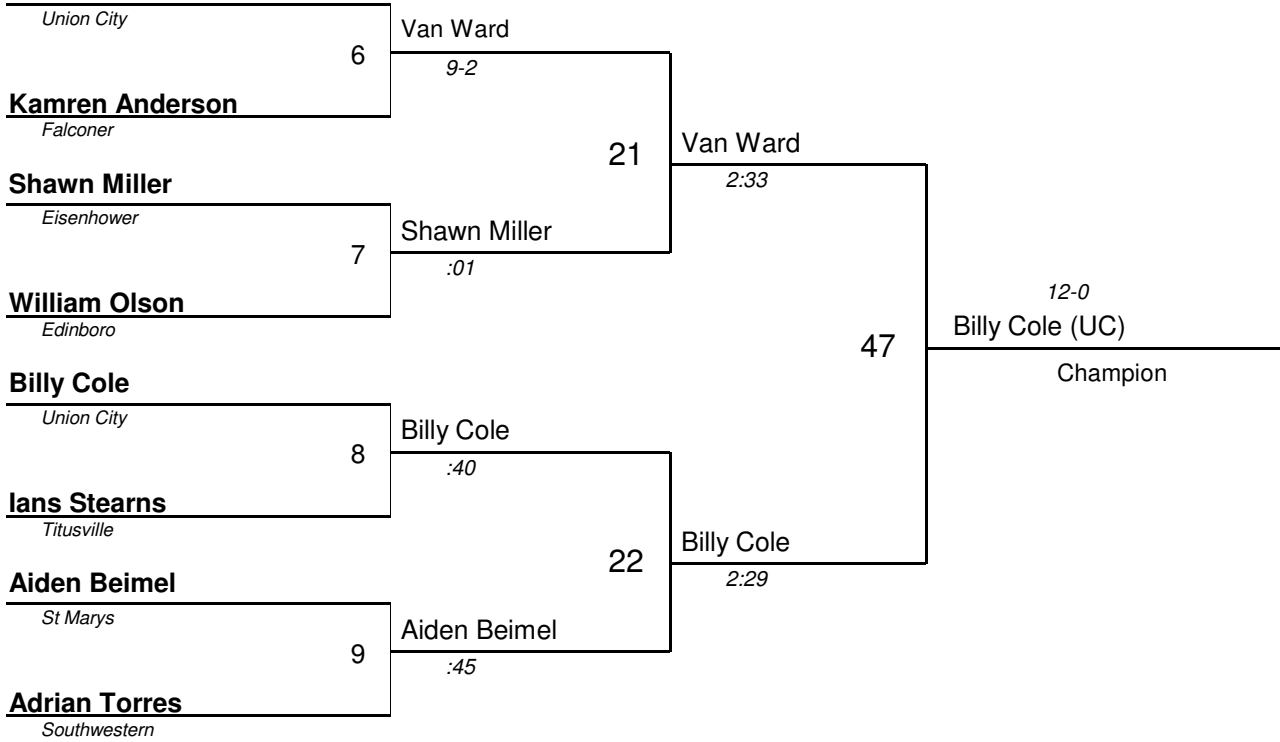 Union City
6
Van Ward
9-2
Kamren Anderson
Falconer
21
Van Ward
2:33
Shawn Miller
Eisenhower
7
Shawn Miller
:01
William Olson
Edinboro
47
12-0
Billy Cole (UC)
Champion
Billy Cole
Union City
8
Billy Cole
:40
Ians Stearns
Titusville
22
Billy Cole
2:29
Aiden Beimel
St Marys
9
Aiden Beimel
:45
Adrian Torres
Southwestern